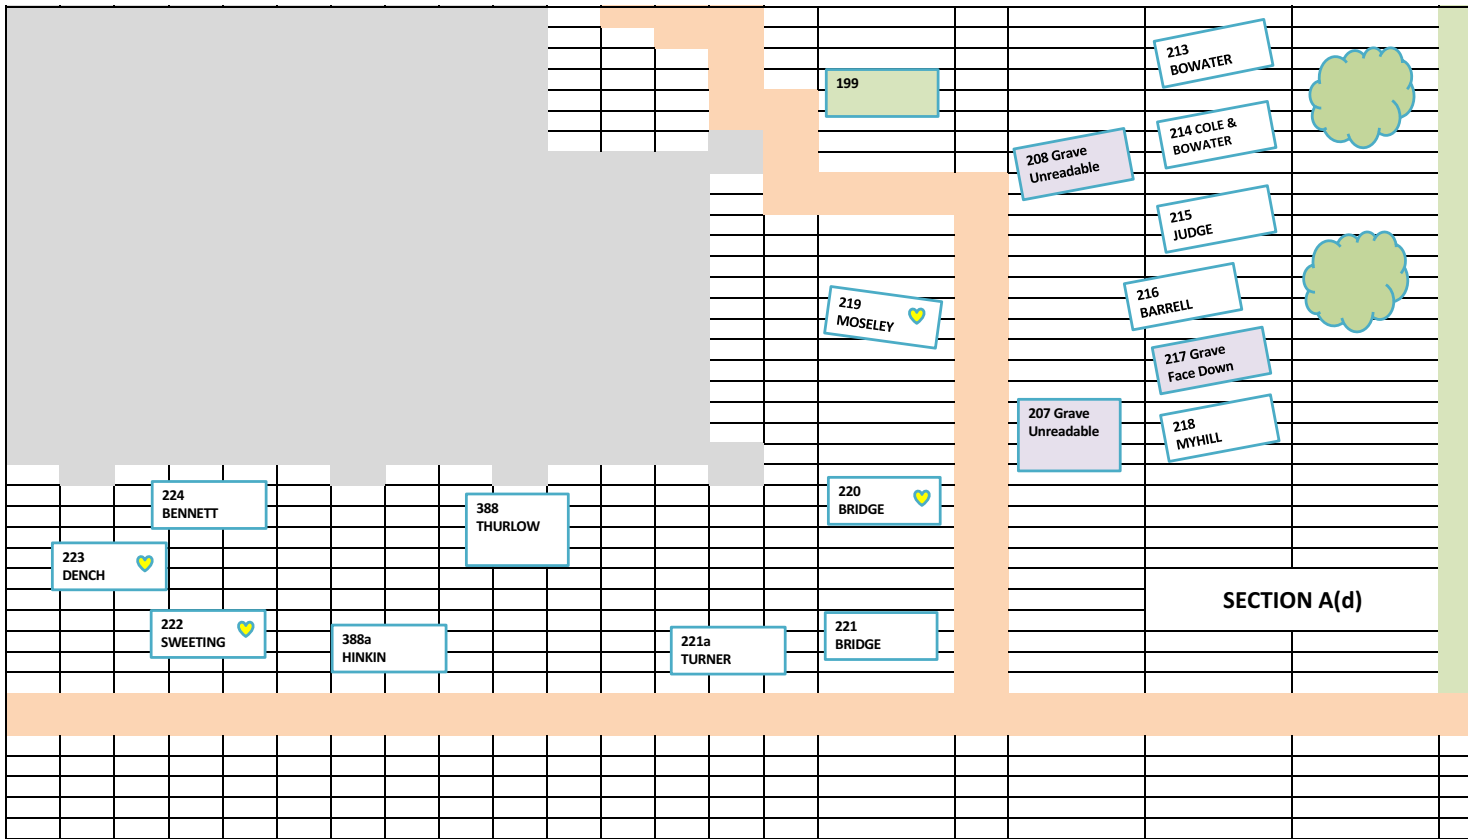 213
BOWATER
199
214 COLE &
BOWATER
208 Grave
Unreadable
215
JUDGE
216
BARRELL
219
MOSELEY
217 Grave
Face Down
207 Grave
Unreadable
218
MYHILL
224
BENNETT
388
THURLOW
220
BRIDGE
223
DENCH
SECTION A(d)
222
SWEETING
388a
HINKIN
221a
TURNER
221
BRIDGE